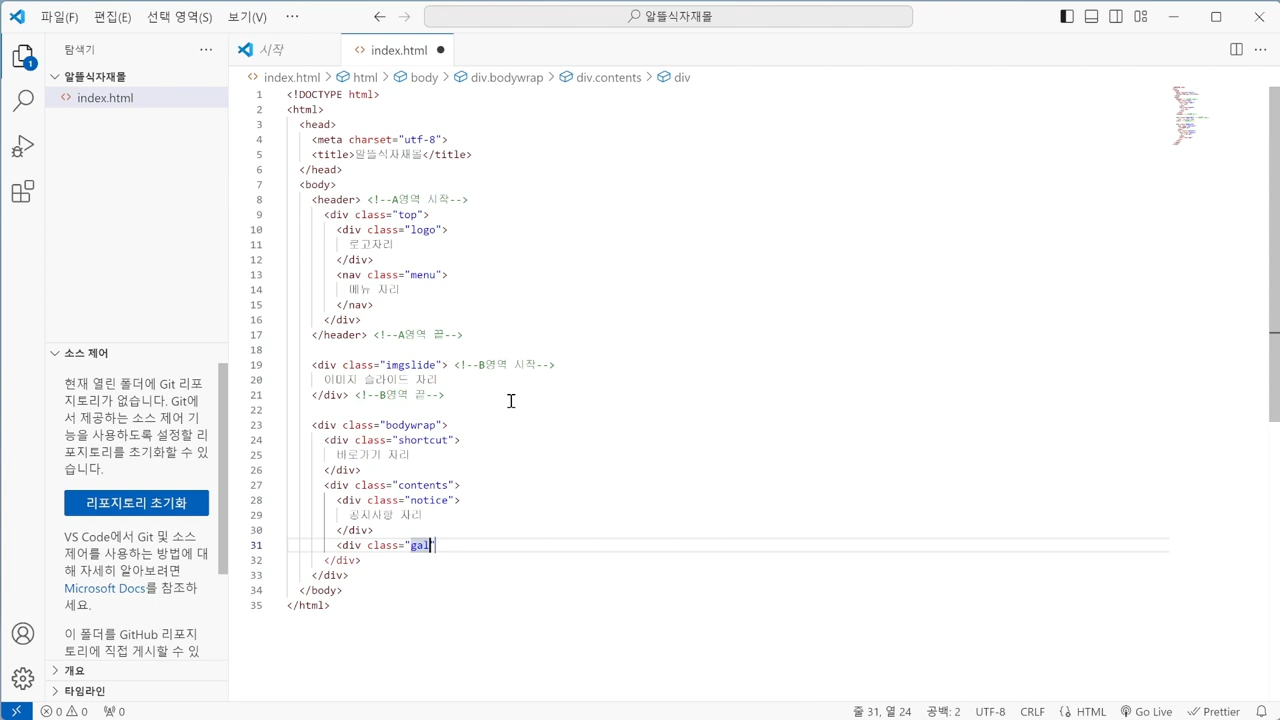 파일(F) 편집(E) 선택 영역(S) 보기(V) ··· 알뜰식자재몰
탐색기 ···
시작 index.html
알뜰식자재몰
index.html
index.html > html > body > div.bodywrap > div.contents > div
1 <!DOCTYPE html>
2 <html>
3 <head>
4 <meta charset="utf-8">
5 <title>알뜰식자재몰</title>
6 </head>
7 <body>
8 <header> <!--A영역 시작-->
9 <div class="top">
10 <div class="logo">
11 로고자리
12 </div>
13 <nav class="menu">
14 메뉴 자리
15 </nav>
16 </div>
17 </header> <!--A영역 끝-->
18
19 <div class="imgslide"> <!--B영역 시작-->
20 이미지 슬라이드 자리
21 </div> <!--B영역 끝-->
22
23 <div class="bodywrap">
24 <div class="shortcut">
25 바로가기 자리
26 </div>
27 <div class="contents">
28 <div class="notice">
29 공지사항 자리
30 </div>
31 <div class="gal"
32 </div>
33 </div>
34 </body>
35 </html>
소스 제어
현재 열린 폴더에 Git 리포
지토리가 없습니다. Git에
서 제공하는 소스 제어 기
능을 사용하도록 설정할 리
포지토리를 초기화할 수 있
습니다.
리포지토리 초기화
VS Code에서 Git 및 소스
제어를 사용하는 방법에 대
해 자세히 알아보려면
Microsoft Docs를 참조하
세요.
이 폴더를 GitHub 리포지
토리에 직접 게시할 수 있
개요
타임라인
1
0 0 0 줄 31, 열 24 공백: 2 UTF-8 CRLF HTML Go Live Prettier